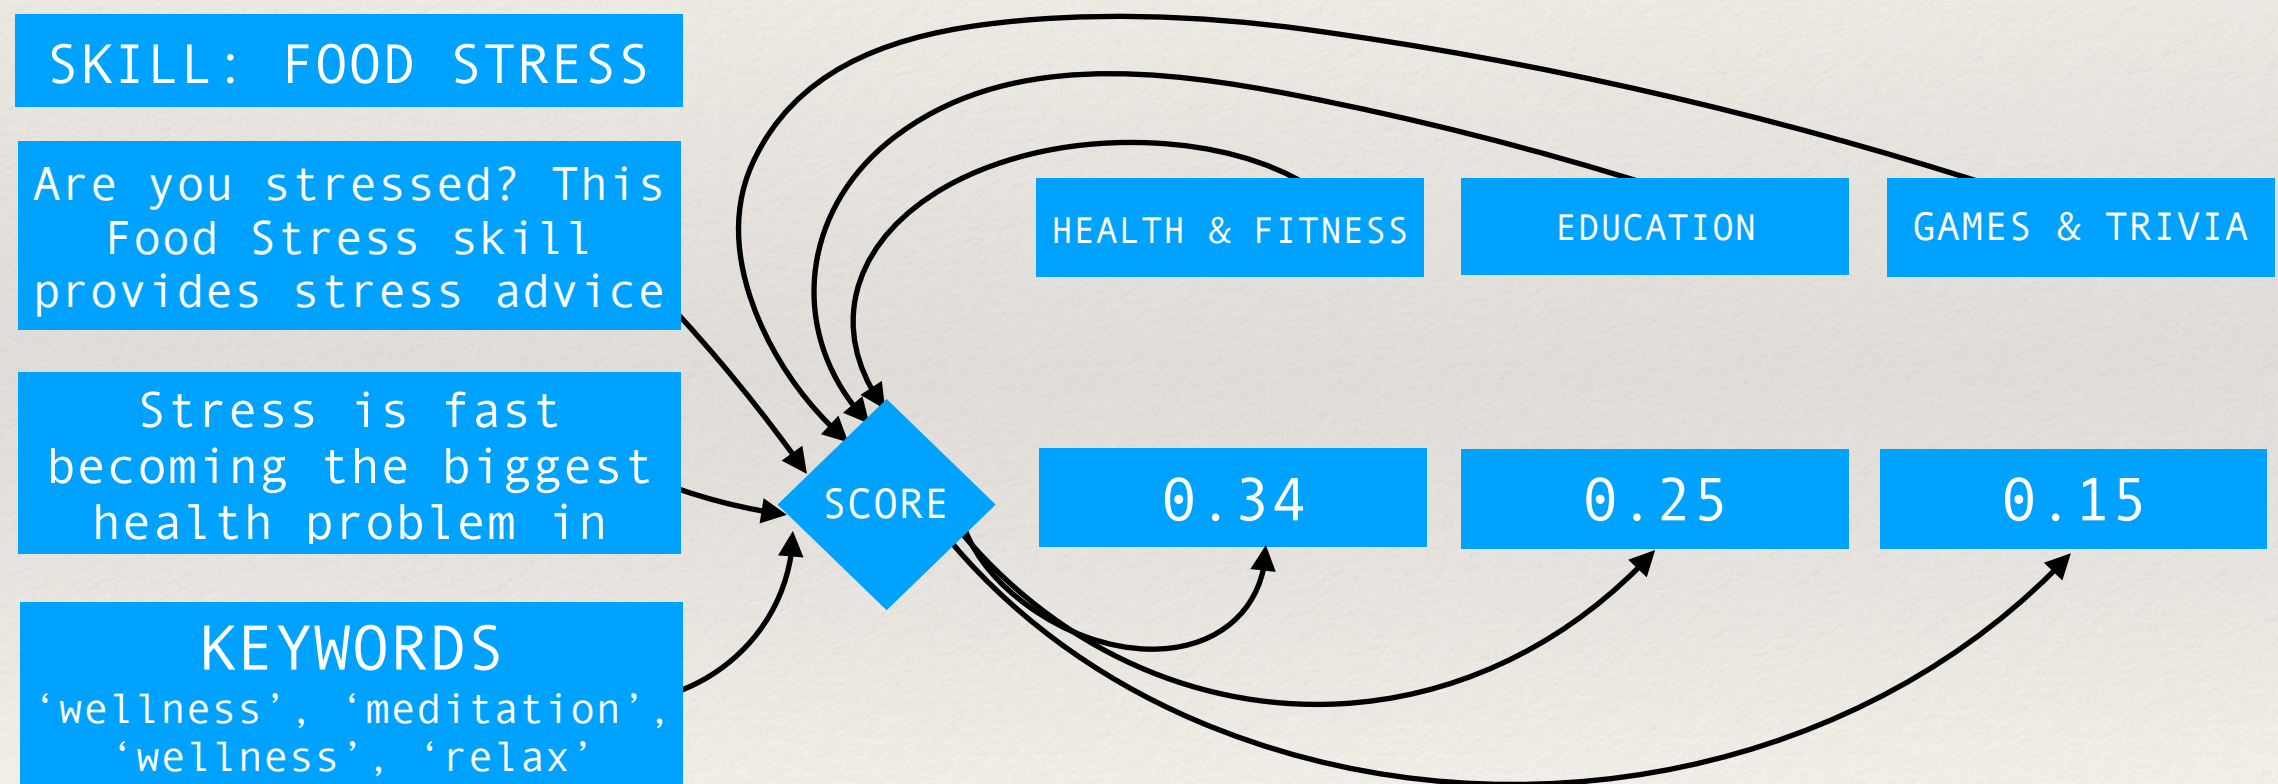 SKILL: FOOD STRESS
Are you stressed? This
Food Stress skill
provides stress advice
Stress is fast
becoming the biggest
health problem in
KEYWORDS
‘wellness’, ‘meditation’,
‘wellness’, ‘relax’
SCORE
HEALTH & FITNESS
EDUCATION
GAMES & TRIVIA
0.34
0.25
0.15